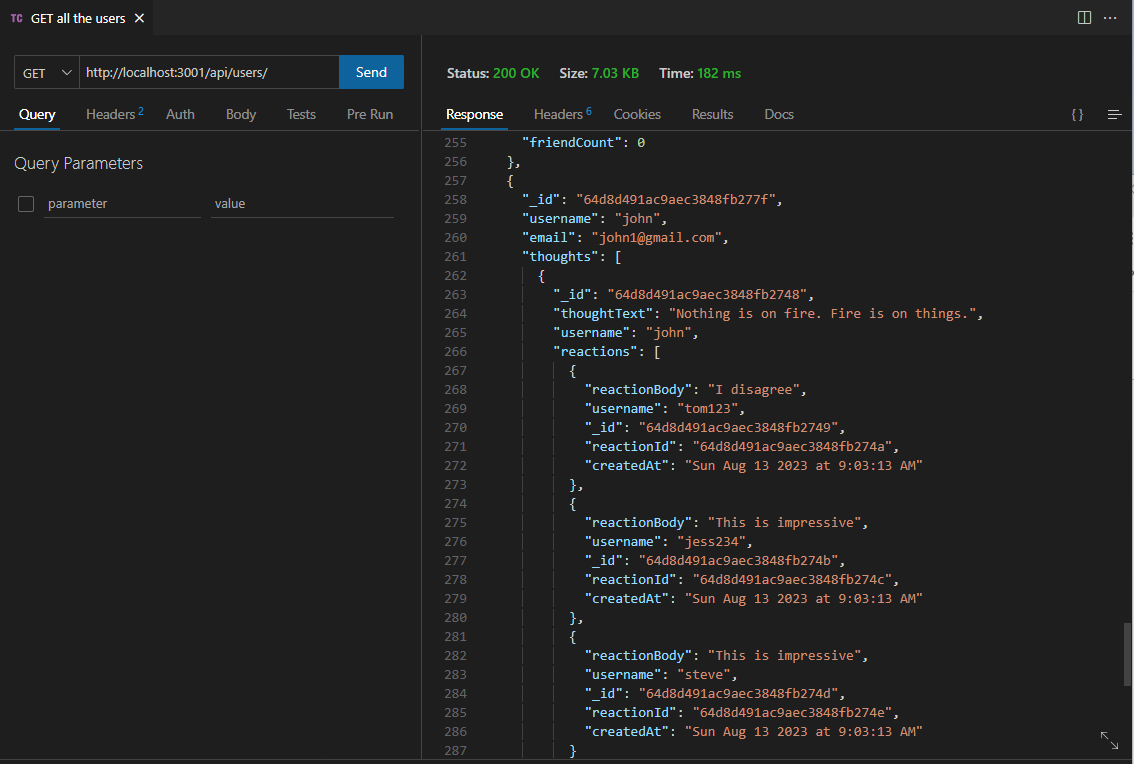 TC GET all the users
GET http://localhost:3001/api/users/ Send
Query Headers 2 Auth Body Tests Pre Run
Query Parameters
parameter value
Status: 200 OK Size: 7.03 KB Time: 182 ms
Response Headers 6 Cookies Results Docs {}
255 "friendCount": 0
256 },
257 {
258 "_id": "64d8d491ac9aec3848fb277f",
259 "username": "john",
260 "email": "john1@gmail.com",
261 "thoughts": [
262 {
263 "_id": "64d8d491ac9aec3848fb2748",
264 "thoughtText": "Nothing is on fire. Fire is on things.",
265 "username": "john",
266 "reactions": [
267 {
268 "reactionBody": "I disagree",
269 "username": "tom123",
270 "_id": "64d8d491ac9aec3848fb2749",
271 "reactionId": "64d8d491ac9aec3848fb274a",
272 "createdAt": "Sun Aug 13 2023 at 9:03:13 AM"
273 },
274 {
275 "reactionBody": "This is impressive",
276 "username": "jess234",
277 "_id": "64d8d491ac9aec3848fb274b",
278 "reactionId": "64d8d491ac9aec3848fb274c",
279 "createdAt": "Sun Aug 13 2023 at 9:03:13 AM"
280 },
281 {
282 "reactionBody": "This is impressive",
283 "username": "steve",
284 "_id": "64d8d491ac9aec3848fb274d",
285 "reactionId": "64d8d491ac9aec3848fb274e",
286 "createdAt": "Sun Aug 13 2023 at 9:03:13 AM"
287 }